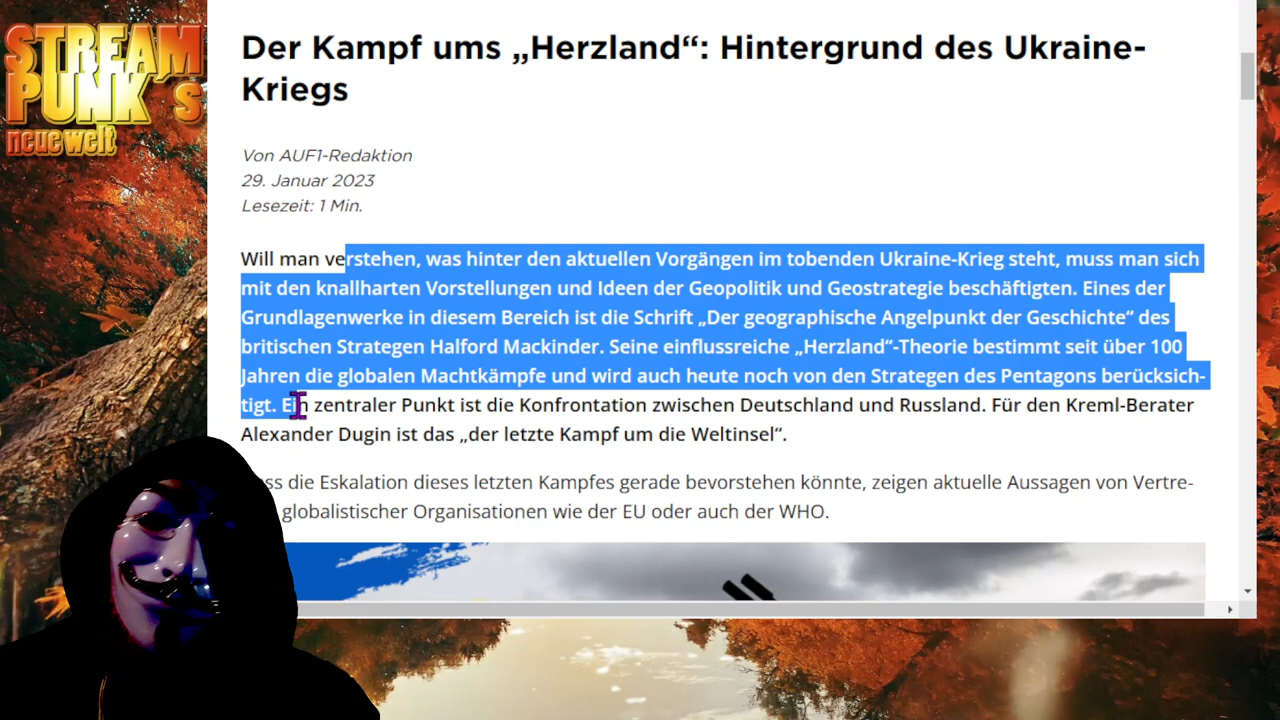 STREAM
PUNK´s
neue welt
Der Kampf ums „Herzland“: Hintergrund des Ukraine-
Kriegs
Von AUF1-Redaktion
29. Januar 2023
Lesezeit: 1 Min.
Will man verstehen, was hinter den aktuellen Vorgängen im tobenden Ukraine-Krieg steht, muss man sich
mit den knallharten Vorstellungen und Ideen der Geopolitik und Geostrategie beschäftigten. Eines der
Grundlagenwerke in diesem Bereich ist die Schrift „Der geographische Angelpunkt der Geschichte“ des
britischen Strategen Halford Mackinder. Seine einflussreiche „Herzland“-Theorie bestimmt seit über 100
Jahren die globalen Machtkämpfe und wird auch heute noch von den Strategen des Pentagons berücksich-
tigt. Ein zentraler Punkt ist die Konfrontation zwischen Deutschland und Russland. Für den Kreml-Berater
Alexander Dugin ist das „der letzte Kampf um die Weltinsel“.
die Eskalation dieses letzten Kampfes gerade bevorstehen könnte, zeigen aktuelle Aussagen von Vertre-
globalistischer Organisationen wie der EU oder auch der WHO.